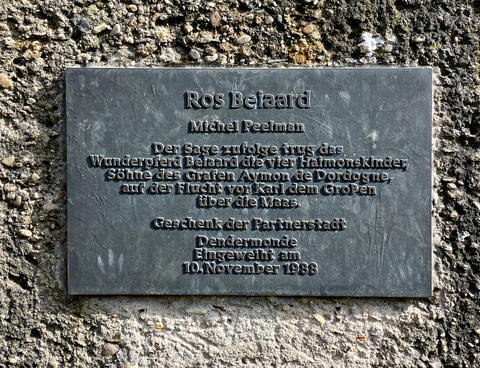 Ros Beiaard
Michel Peelman
Der Sage zufolge trug das
Wunderpferd Beiaard die vier Haimonskinder,
Söhne des Grafen Aymon de Dordogne,
auf der Flucht vor Karl dem Großen
über die Maas.
Geschenk der Partnerstadt
Dendermonde
Eingeweiht am
10. November 1988